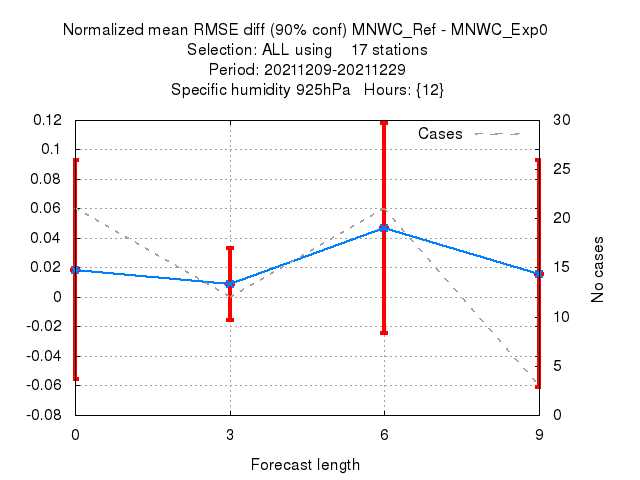 Normalized mean RMSE diff (90% conf) MNWC_Ref - MNWC_Exp0
Selection: ALL using    17 stations
Period: 20211209-20211229
Specific humidity 925hPa   Hours: {12}
Cases
0.12
0.1
0.08
0.06
0.04
0.02
0
-0.02
-0.04
-0.06
-0.08
30
25
20
15
10
5
0
No cases
0 3 6 9
Forecast length